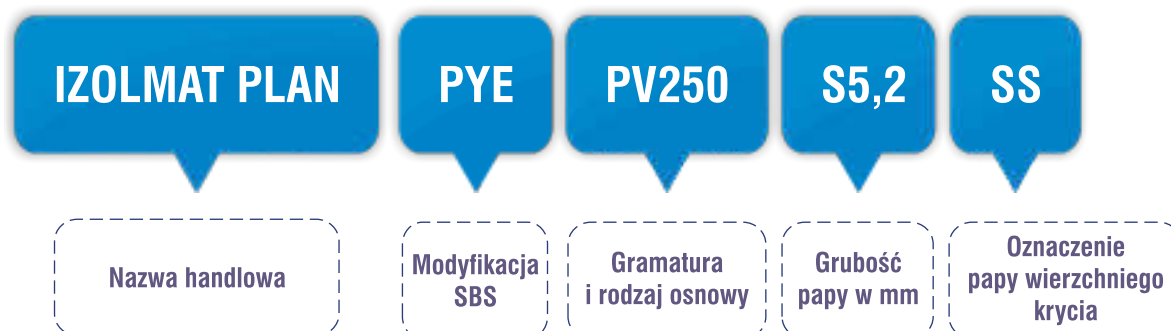 IZOLMAT PLAN PYE PV250 S5,2 SS
Nazwa handlowa
Modyfikacja
SBS
Gramatura
i rodzaj osnowy
Grubość
papy w mm
Oznaczenie
papy wierzchniego
krycia